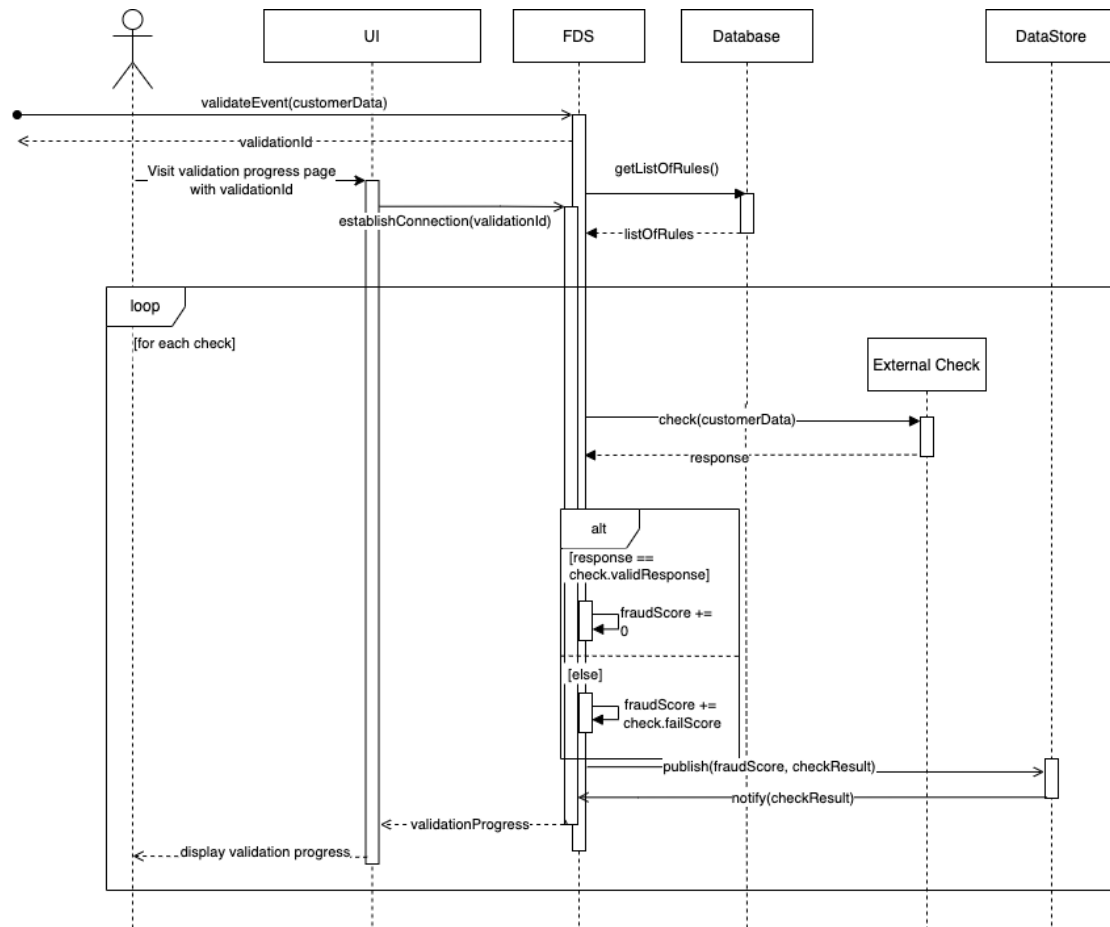 UI
FDS
Database
DataStore
validateEvent(customerData)
validationId
Visit validation progress page
with validationId
getListOfRules()
establishConnection(validationId)
listOfRules
loop
[for each check]
External Check
check(customerData)
response
alt
[response ==
check.validResponse]
fraudScore +=
0
[else]
fraudScore +=
check.failScore
publish(fraudScore, checkResult)
notify(checkResult)
validationProgress
display validation progress